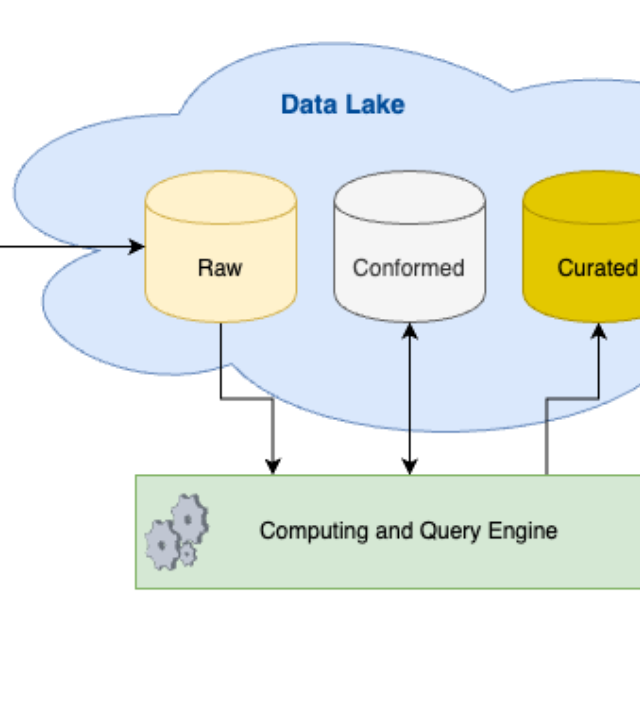 Data Lake
Raw
Conformed
Curated
Computing and Query Engine